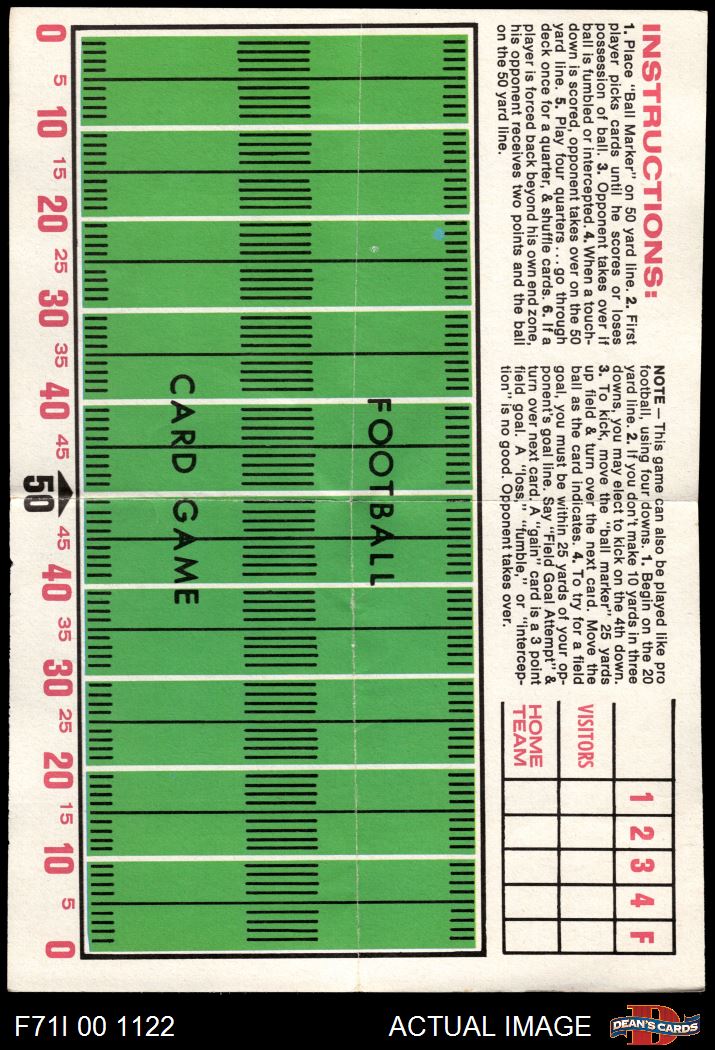 INSTRUCTIONS:
1. Place "Ball Marker" on 50 yard line. 2. First
player picks cards until he scores or loses
possession of ball. 3. Opponent takes over if
ball is fumbled or intercepted. 4. When a touch-
down is scored, opponent takes over on the 50
yard line. 5. Play four quarters . . . go through
deck once for a quarter, & shuffle cards. 6. If a
player is forced back beyond his own end zone,
his opponent receives two points and the ball
on the 50 yard line.
NOTE — This game can also be played like pro
football, using four downs. 1. Begin on the 20
yard line. 2. If you don't make 10 yards in three
downs, you may elect to kick on the 4th down.
3. To kick, move the "ball marker" 25 yards
up field & turn over the next card. Move the
ball as the card indicates. 4. To try for a field
goal, you must be within 25 yards of your op-
ponent's goal line. Say "Field Goal Attempt" &
turn over next card. A "gain" card is a 3 point
field goal. A "loss," "fumble," or "intercep-
tion" is no good. Opponent takes over.
1 2 3 4 F
VISITORS
HOME
TEAM
FOOTBALL
CARD GAME
0 5 10 15 20 25 30 35 40 45 50 45 40 35 30 25 20 15 10 5 0
F71I 00 1122
ACTUAL IMAGE
D
DEAN'S CARDS